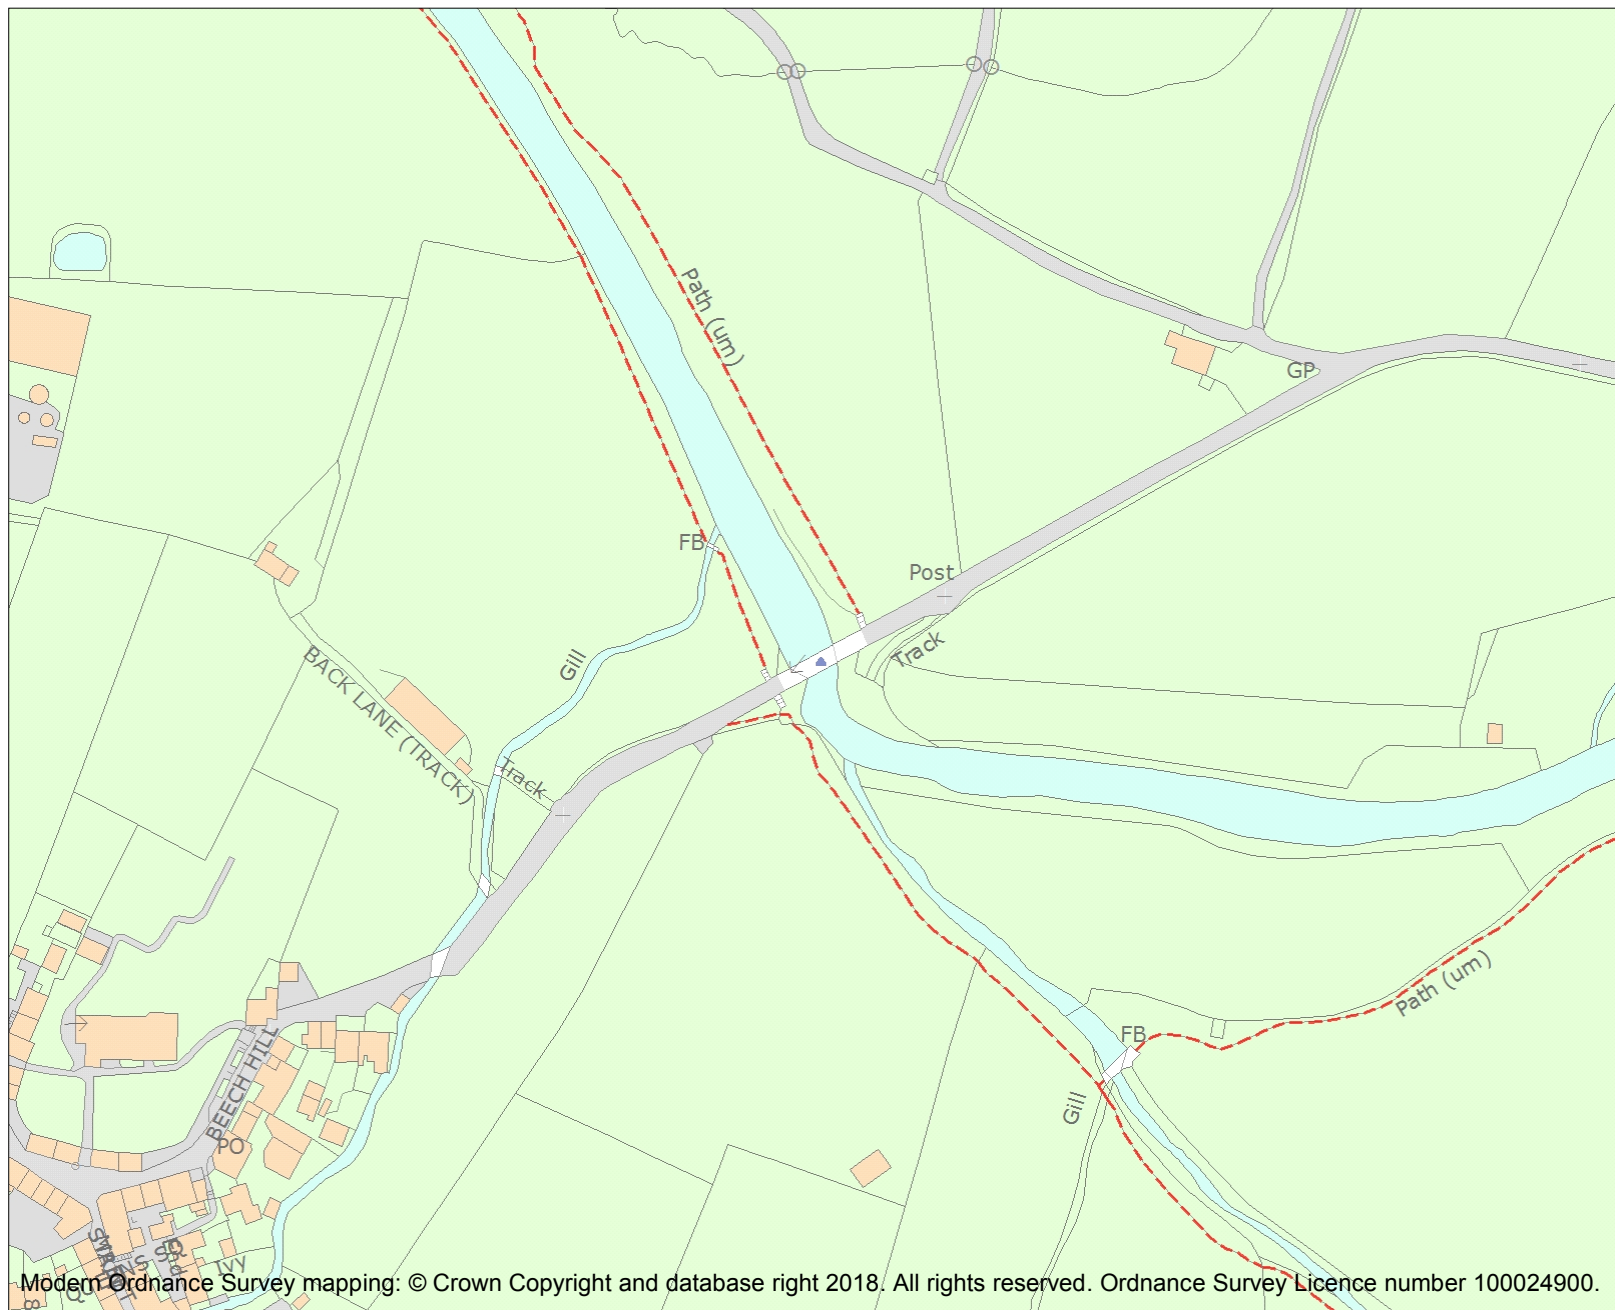 Path (um)
GP
FB
Post
Track
Gill
BACK LANE (TRACK)
Track
Path (um)
FB
Gill
BEECH HILL
PO
IVY
Modern Ordnance Survey mapping: © Crown Copyright and database right 2018. All rights reserved. Ordnance Survey Licence number 100024900.